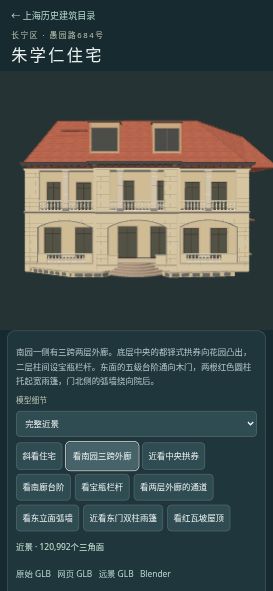 ← 上海历史建筑目录
长宁区 · 愚园路684号
朱学仁住宅
南园一侧有三跨两层外廊。底层中央的都铎式拱券向花园凸出，
二层柱间设宝瓶栏杆。东面的五级台阶通向木门，两根红色圆柱
托起宽雨篷，门北侧的弧墙绕向院后。
模型细节
完整近景
斜看住宅 看南园三跨外廊 近看中央拱券
看南廊台阶 看宝瓶栏杆 看两层外廊的通道
看东立面弧墙 近看东门双柱雨篷 看红瓦坡屋顶
近景 · 120,992个三角面
原始 GLB 网页 GLB 远景 GLB Blender